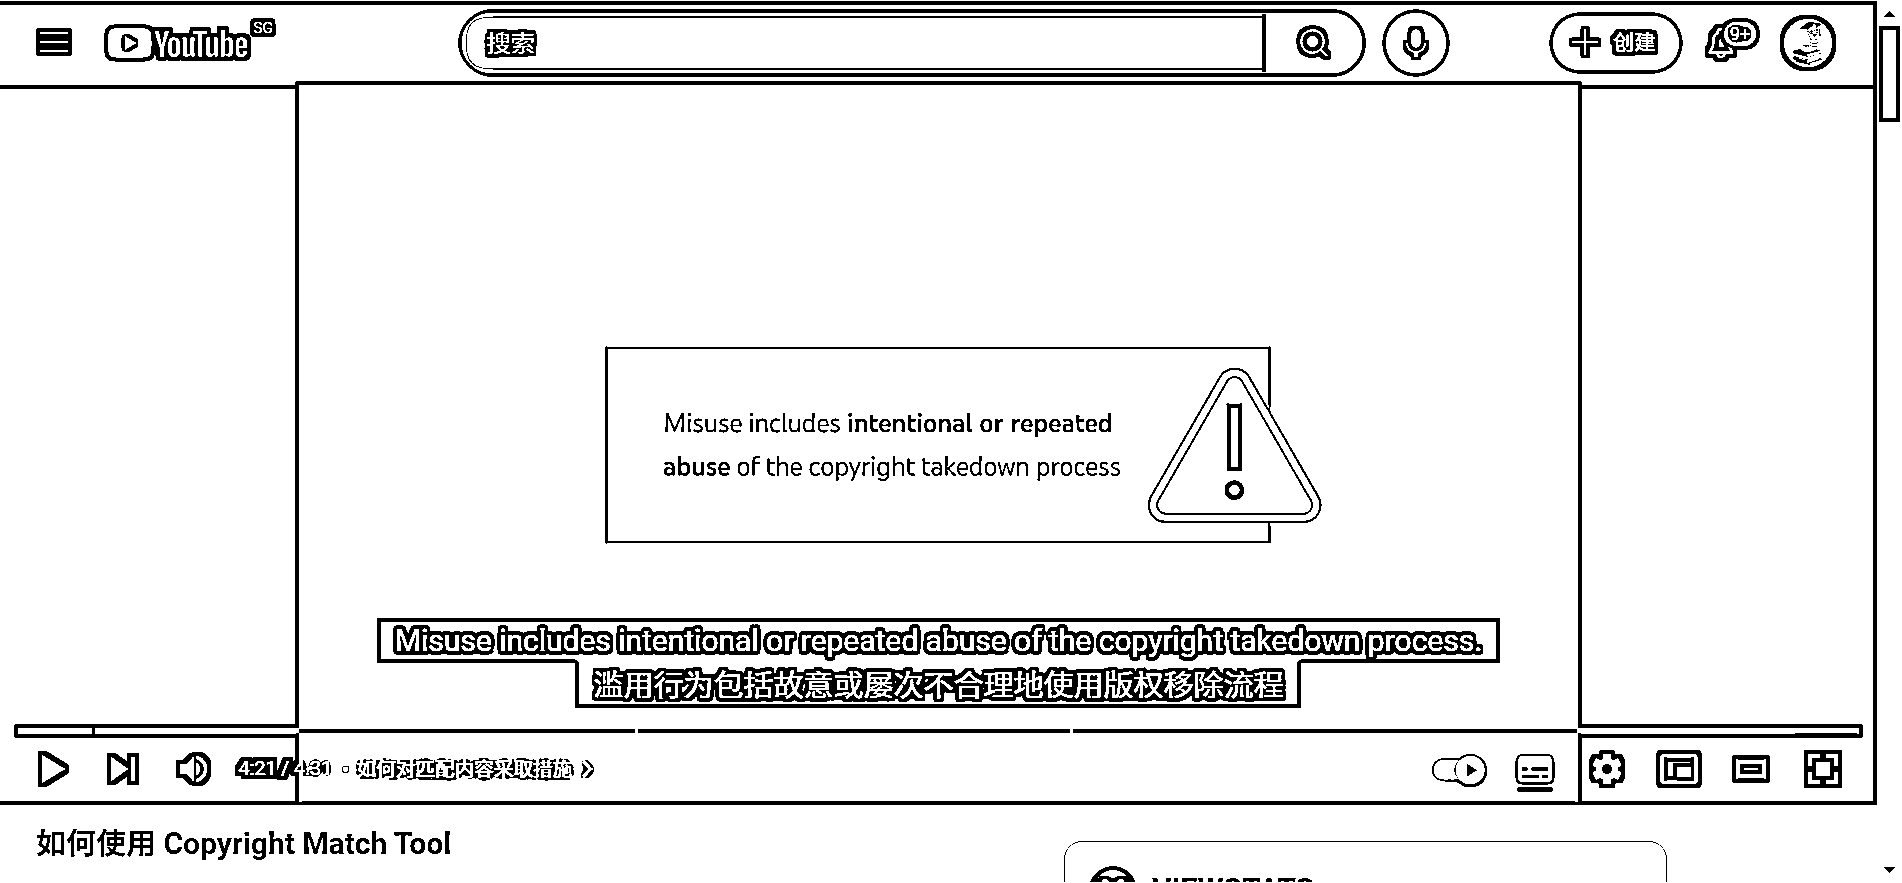 YouTube SG
搜索
创建
9+
Misuse includes intentional or repeated
abuse of the copyright takedown process
Misuse includes intentional or repeated abuse of the copyright takedown process.
滥用行为包括故意或屡次不合理地使用版权移除流程
4:21 / 4:31 · 如何对匹配内容采取措施
如何使用 Copyright Match Tool
VIEWSTATS